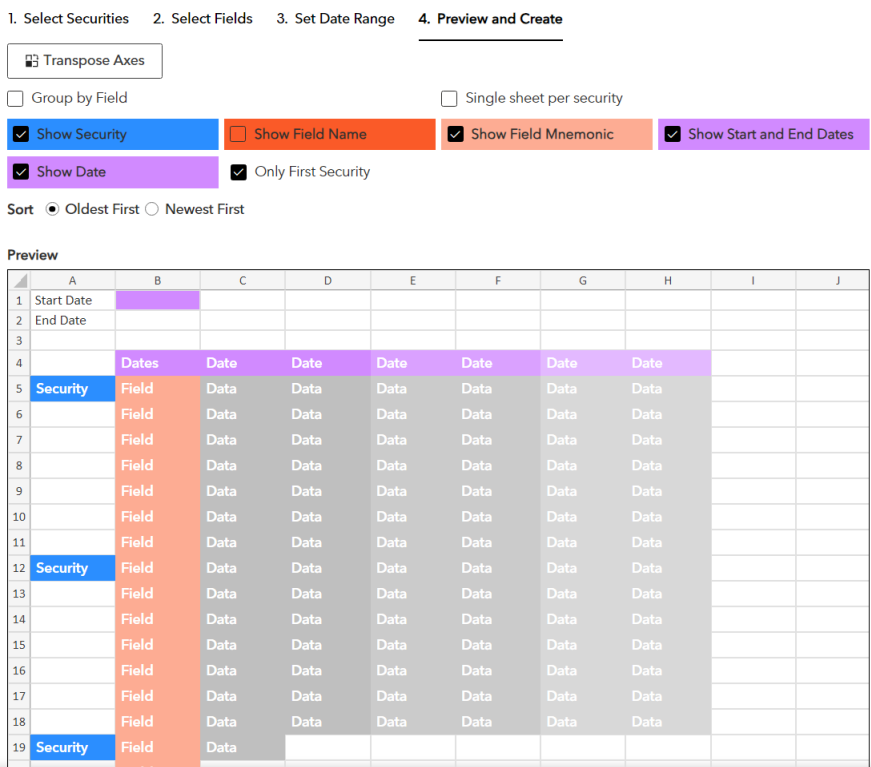 1. Select Securities 2. Select Fields 3. Set Date Range 4. Preview and Create
Transpose Axes
Group by Field Single sheet per security
Show Security Show Field Name Show Field Mnemonic Show Start and End Dates
Show Date Only First Security
Sort Oldest First Newest First
Preview
A B C D E F G H I J
1 Start Date
2 End Date
3
4 Dates Date Date Date Date Date Date
5 Security Field Data Data Data Data Data Data
6 Field Data Data Data Data Data Data
7 Field Data Data Data Data Data Data
8 Field Data Data Data Data Data Data
9 Field Data Data Data Data Data Data
10 Field Data Data Data Data Data Data
11 Field Data Data Data Data Data Data
12 Security Field Data Data Data Data Data Data
13 Field Data Data Data Data Data Data
14 Field Data Data Data Data Data Data
15 Field Data Data Data Data Data Data
16 Field Data Data Data Data Data Data
17 Field Data Data Data Data Data Data
18 Field Data Data Data Data Data Data
19 Security Field Data